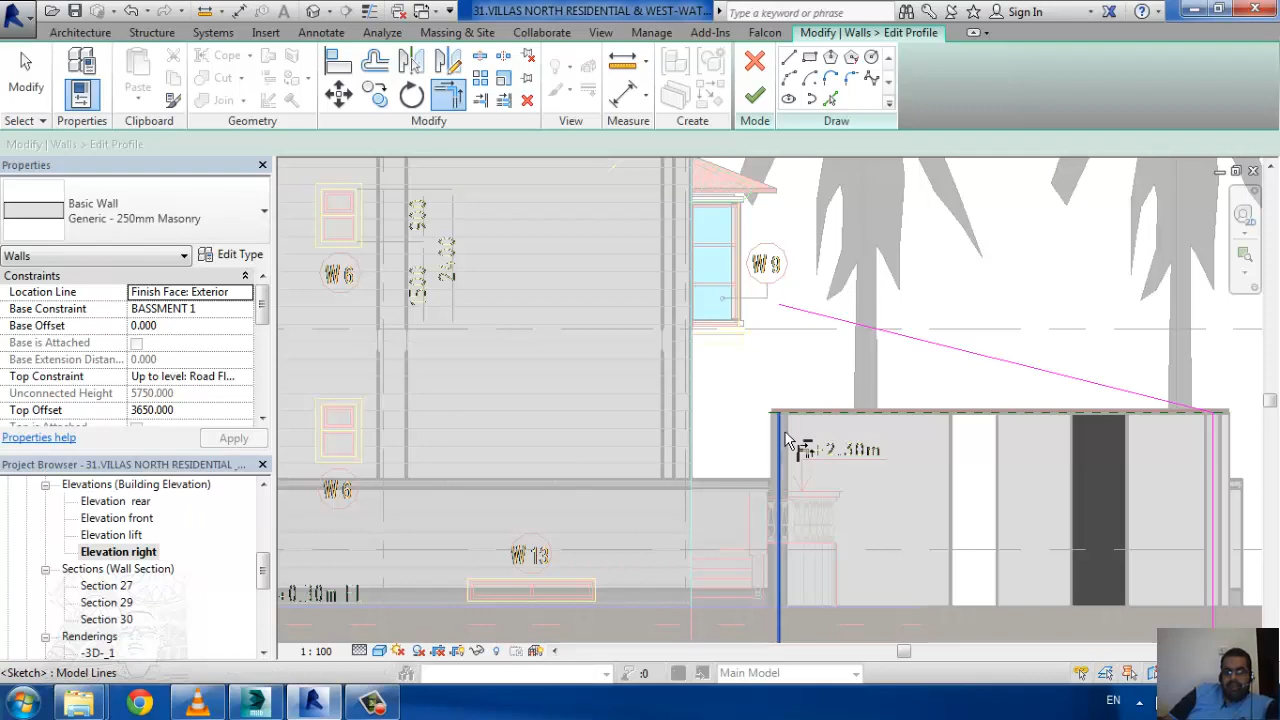 31.VILLAS NORTH RESIDENTIAL & WEST-WAT...
Type a keyword or phrase
Sign In
Architecture Structure Systems Insert Annotate Analyze Massing & Site Collaborate View Manage Add-Ins Falcon Modify | Walls > Edit Profile
Modify
Paste
Cope
Cut
Join
Select Properties Clipboard Geometry Modify View Measure Create Mode Draw
Modify | Walls > Edit Profile
Properties
Basic Wall
Generic - 250mm Masonry
Walls
Edit Type
Constraints
Location Line Finish Face: Exterior
Base Constraint BASSMENT 1
Base Offset 0.000
Base is Attached
Base Extension Distan... 0.000
Top Constraint Up to level: Road Fl...
Unconnected Height 5750.000
Top Offset 3650.000
Properties help
Apply
Project Browser - 31.VILLAS NORTH RESIDENTIAL _...
Elevations (Building Elevation)
Elevation rear
Elevation front
Elevation lift
Elevation right
Sections (Wall Section)
Section 27
Section 29
Section 30
Renderings
-3D-_1
W 6
W 9
W 6
W 13
2.30m
1 : 100
<Sketch> : Model Lines
:0
Main Model
EN